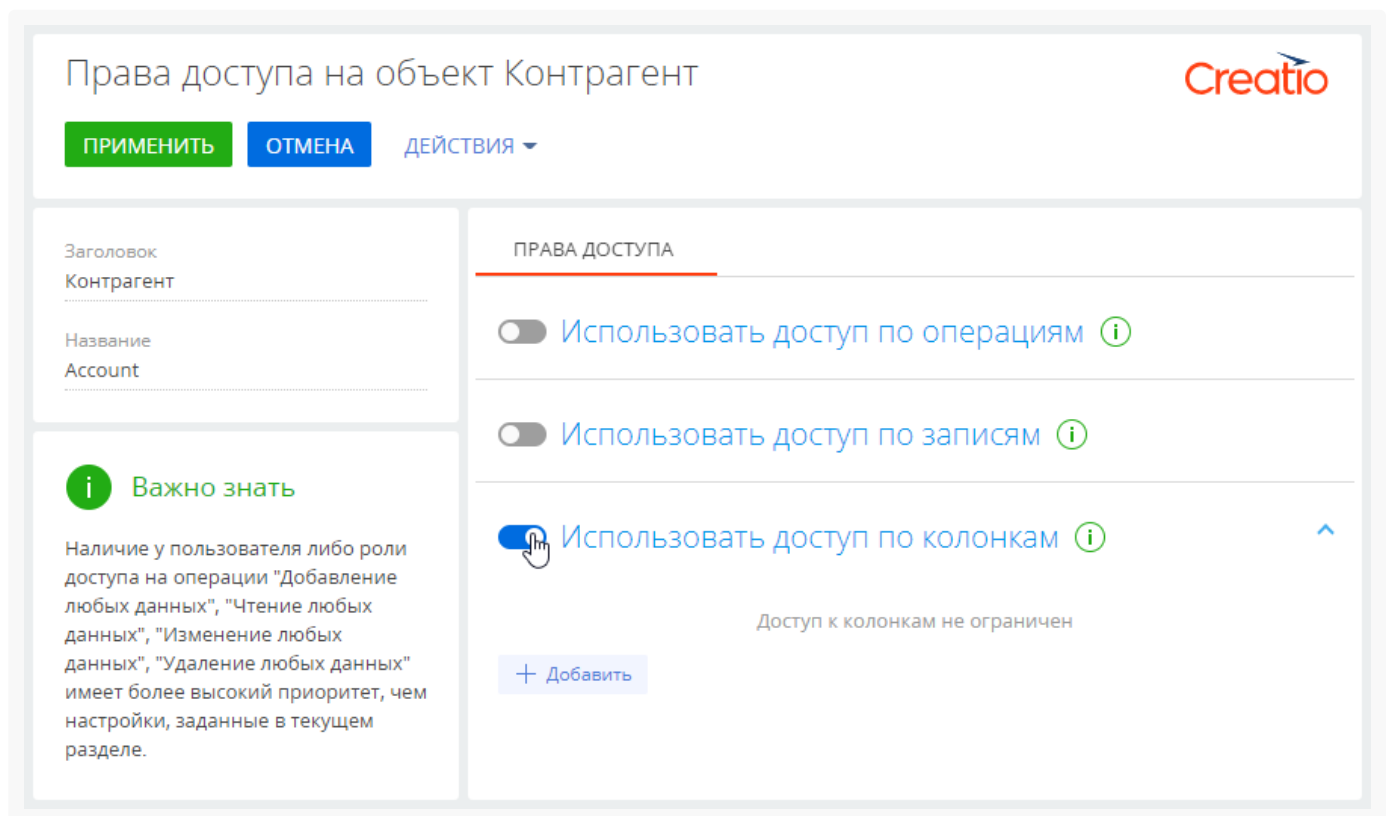 Права доступа на объект Контрагент
Creatio
ПРИМЕНИТЬ
ОТМЕНА
ДЕЙСТВИЯ
Заголовок
Контрагент
Название
Account
Важно знать
Наличие у пользователя либо роли
доступа на операции "Добавление
любых данных", "Чтение любых
данных", "Изменение любых
данных", "Удаление любых данных"
имеет более высокий приоритет, чем
настройки, заданные в текущем
разделе.
ПРАВА ДОСТУПА
Использовать доступ по операциям
Использовать доступ по записям
Использовать доступ по колонкам
Доступ к колонкам не ограничен
+ Добавить